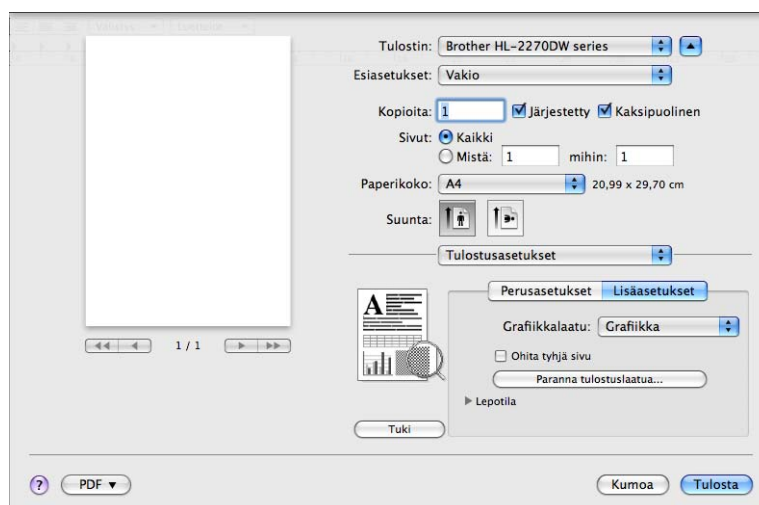 Tulostin: Brother HL-2270DW series
Esiasetukset: Vakio
Kopioita: 1 Järjestetty Kaksipuolinen
Sivut: Kaikki
Mistä: 1 mihin: 1
Paperikoko: A4 20,99 x 29,70 cm
Suunta:
Tulostusasetukset
Perusasetukset Lisäasetukset
A
Grafiikkalaatu: Grafiikka
1 / 1
Ohita tyhjä sivu
Paranna tulostuslaatua...
Lepotila
Tuki
? PDF Kumoa Tulosta